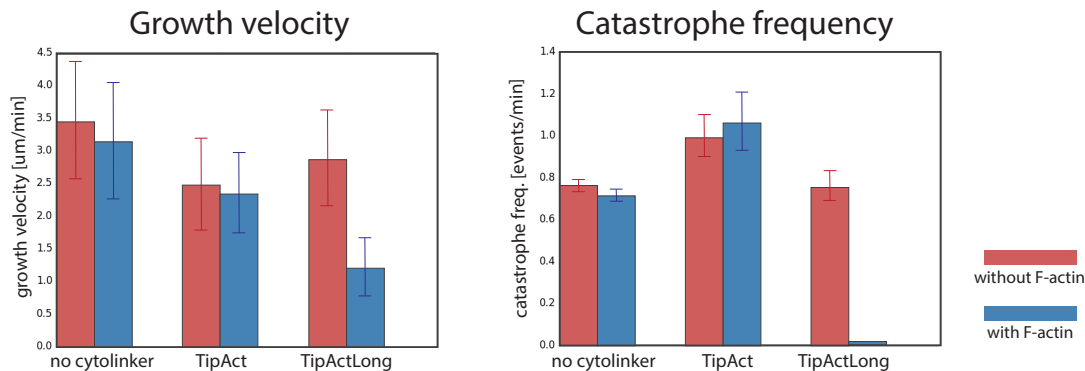 Growth velocity
growth velocity [um/min]
4.5
4.0
3.5
3.0
2.5
2.0
1.5
1.0
0.5
0.0
no cytolinker
TipAct
TipActLong
Catastrophe frequency
catastrophe freq. [events/min]
1.4
1.2
1.0
0.8
0.6
0.4
0.2
0.0
no cytolinker
TipAct
TipActLong
without F-actin
with F-actin